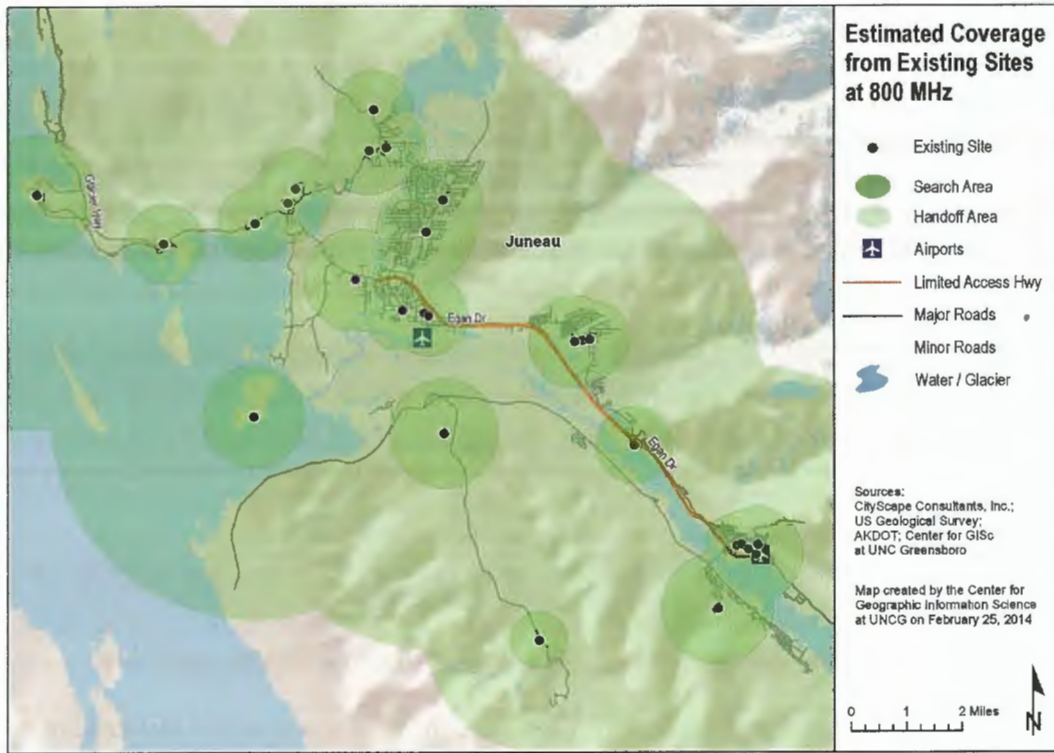 Estimated Coverage
from Existing Sites
at 800 MHz
Existing Site
Search Area
Handoff Area
Airports
Limited Access Hwy
Major Roads
Minor Roads
Water / Glacier
Sources:
CityScape Consultants, Inc.;
US Geological Survey;
AKDOT; Center for GISc
at UNC Greensboro
Map created by the Center for
Geographic Information Science
at UNCG on February 25, 2014
0 1 2 Miles
N
Glacier Hwy
Juneau
Egan Dr
Egan Dr